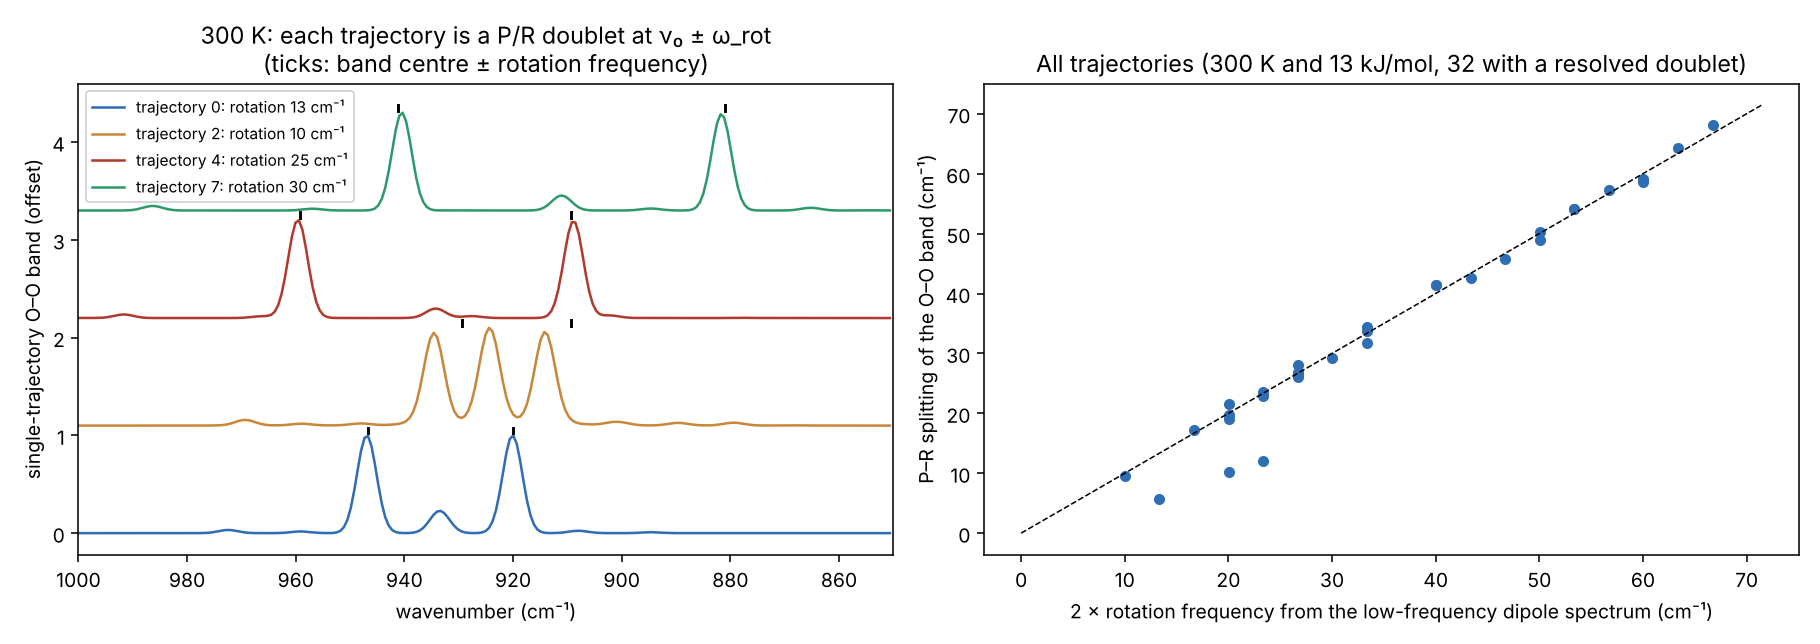 300 K: each trajectory is a P/R doublet at ν₀ ± ω_rot
(ticks: band centre ± rotation frequency)
trajectory 0: rotation 13 cm⁻¹
trajectory 2: rotation 10 cm⁻¹
trajectory 4: rotation 25 cm⁻¹
trajectory 7: rotation 30 cm⁻¹
single-trajectory O–O band (offset)
4
3
2
1
0
1000 980 960 940 920 900 880 860
wavenumber (cm⁻¹)
All trajectories (300 K and 13 kJ/mol, 32 with a resolved doublet)
P–R splitting of the O–O band (cm⁻¹)
70
60
50
40
30
20
10
0
0 10 20 30 40 50 60 70
2 × rotation frequency from the low-frequency dipole spectrum (cm⁻¹)